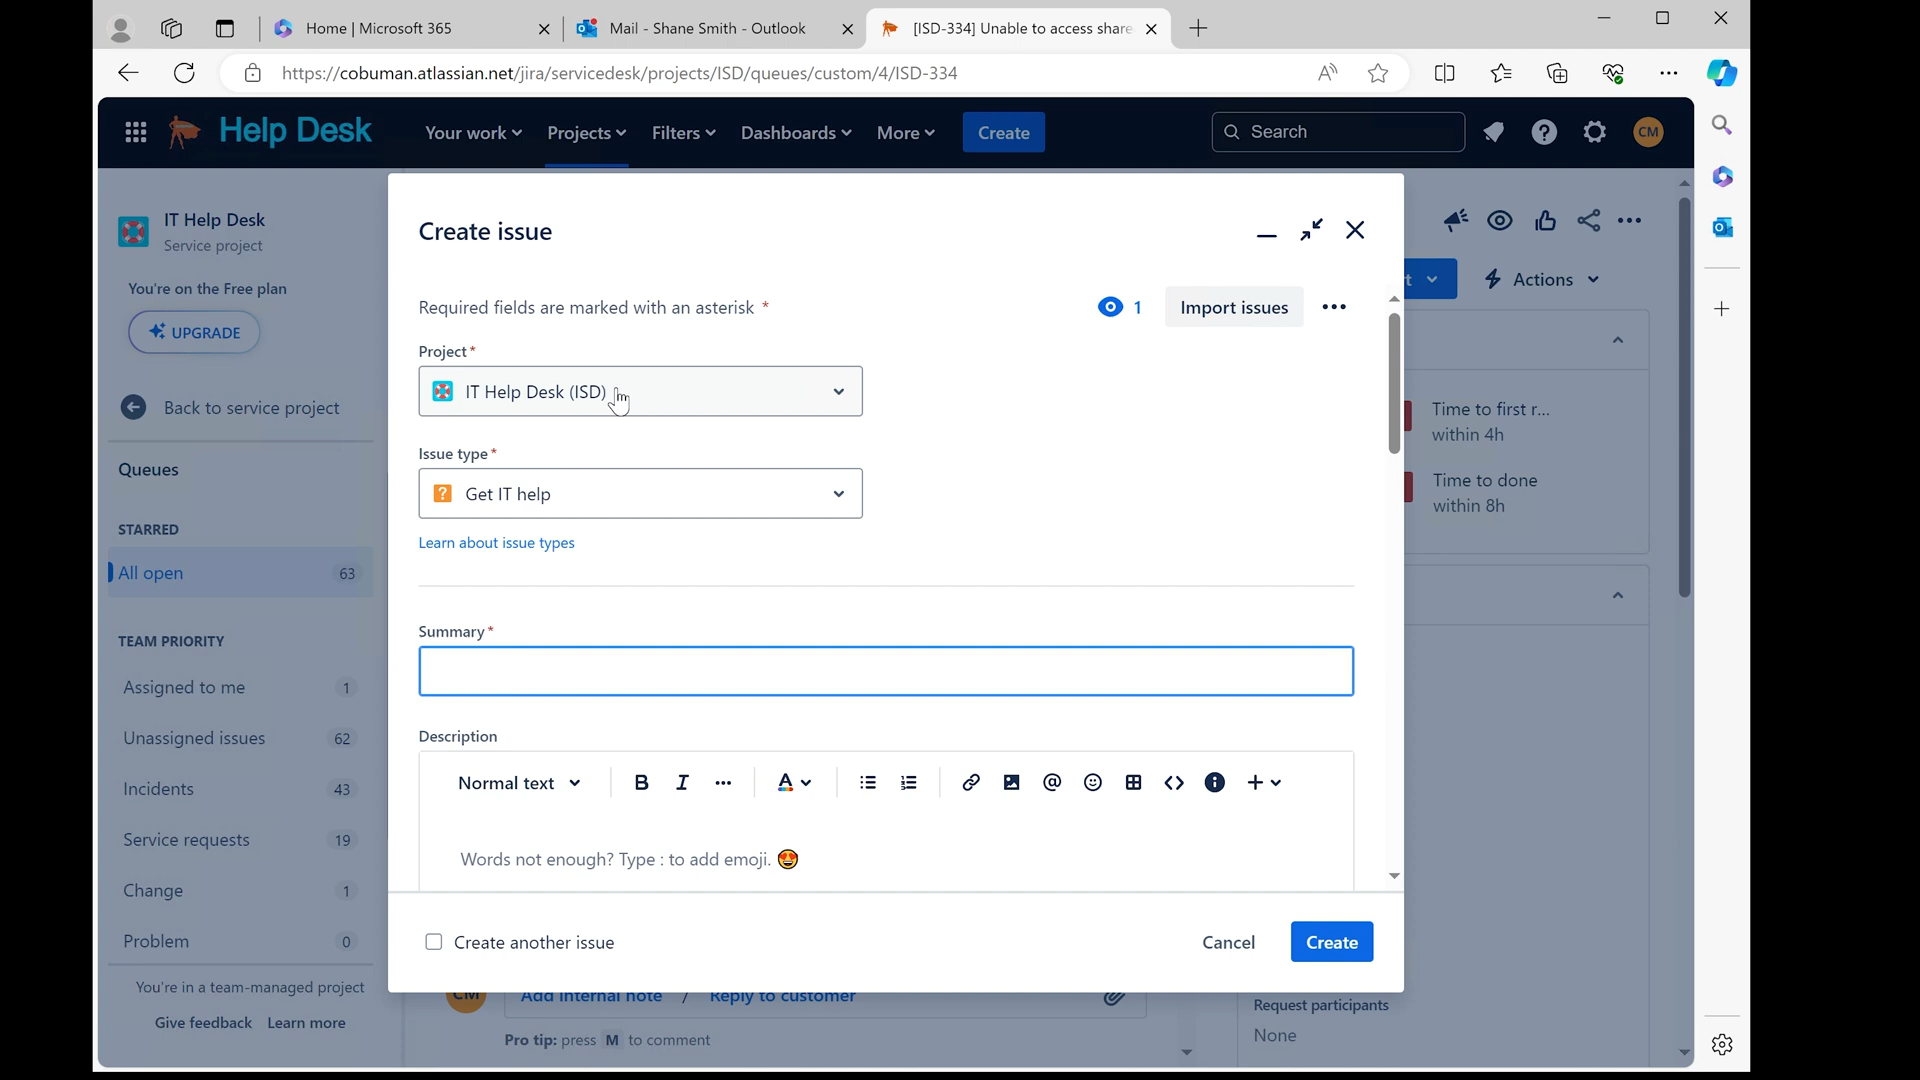 Home | Microsoft 365
Mail - Shane Smith - Outlook
[ISD-334] Unable to access share
https://cobuman.atlassian.net/jira/servicedesk/projects/ISD/queues/custom/4/ISD-334
Help Desk
Your work
Projects
Filters
Dashboards
More
Create
Search
CM
IT Help Desk
Service project
You're on the Free plan
UPGRADE
Back to service project
Queues
STARRED
All open 63
TEAM PRIORITY
Assigned to me 1
Unassigned issues 62
Incidents 43
Service requests 19
Change 1
Problem 0
You're in a team-managed project
Give feedback Learn more
Create issue
Required fields are marked with an asterisk *
1
Import issues
Project *
IT Help Desk (ISD)
Issue type *
Get IT help
Learn about issue types
Summary *
Description
Normal text
B I A
Words not enough? Type : to add emoji. 😍
Create another issue
Cancel
Create
t
Actions
Time to first r...
within 4h
Time to done
within 8h
CM
Add internal note / Reply to customer
Pro tip: press M to comment
Request participants
None